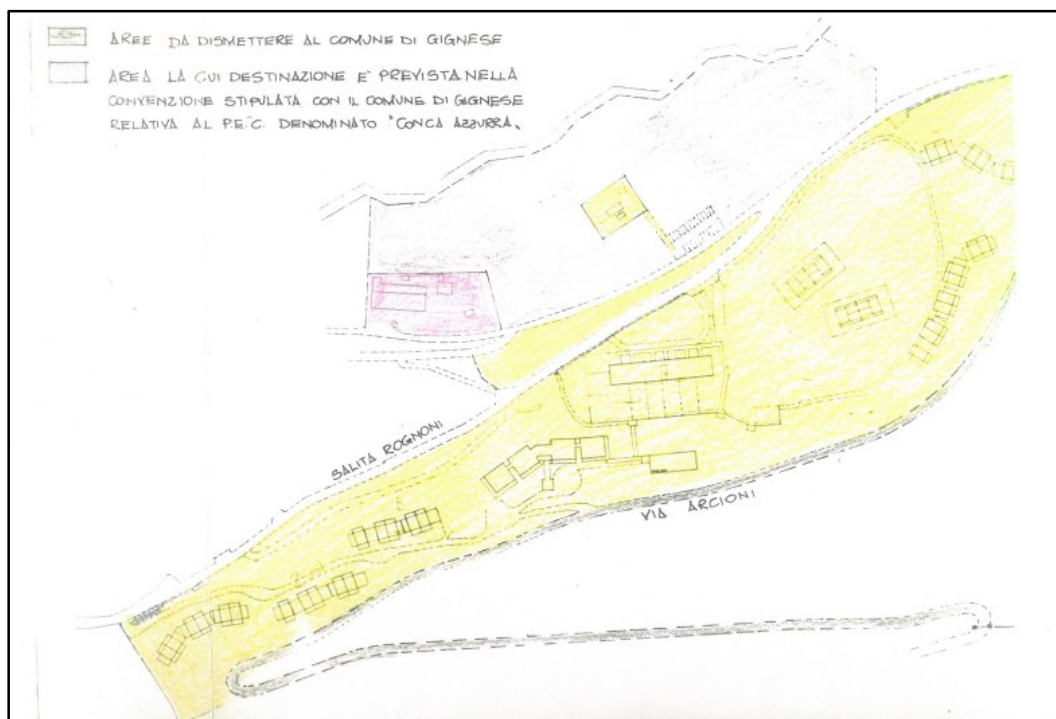 AREE DA DISMETTERE AL COMUNE DI GIGNESE
AREA LA CUI DESTINAZIONE E' PREVISTA NELLA
CONVENZIONE STIPULATA CON IL COMUNE DI GIGNESE
RELATIVA AL P.E.C. DENOMINATO "CONCA AZZURRA.
SALITA ROGNONI
VIA ARCIONI